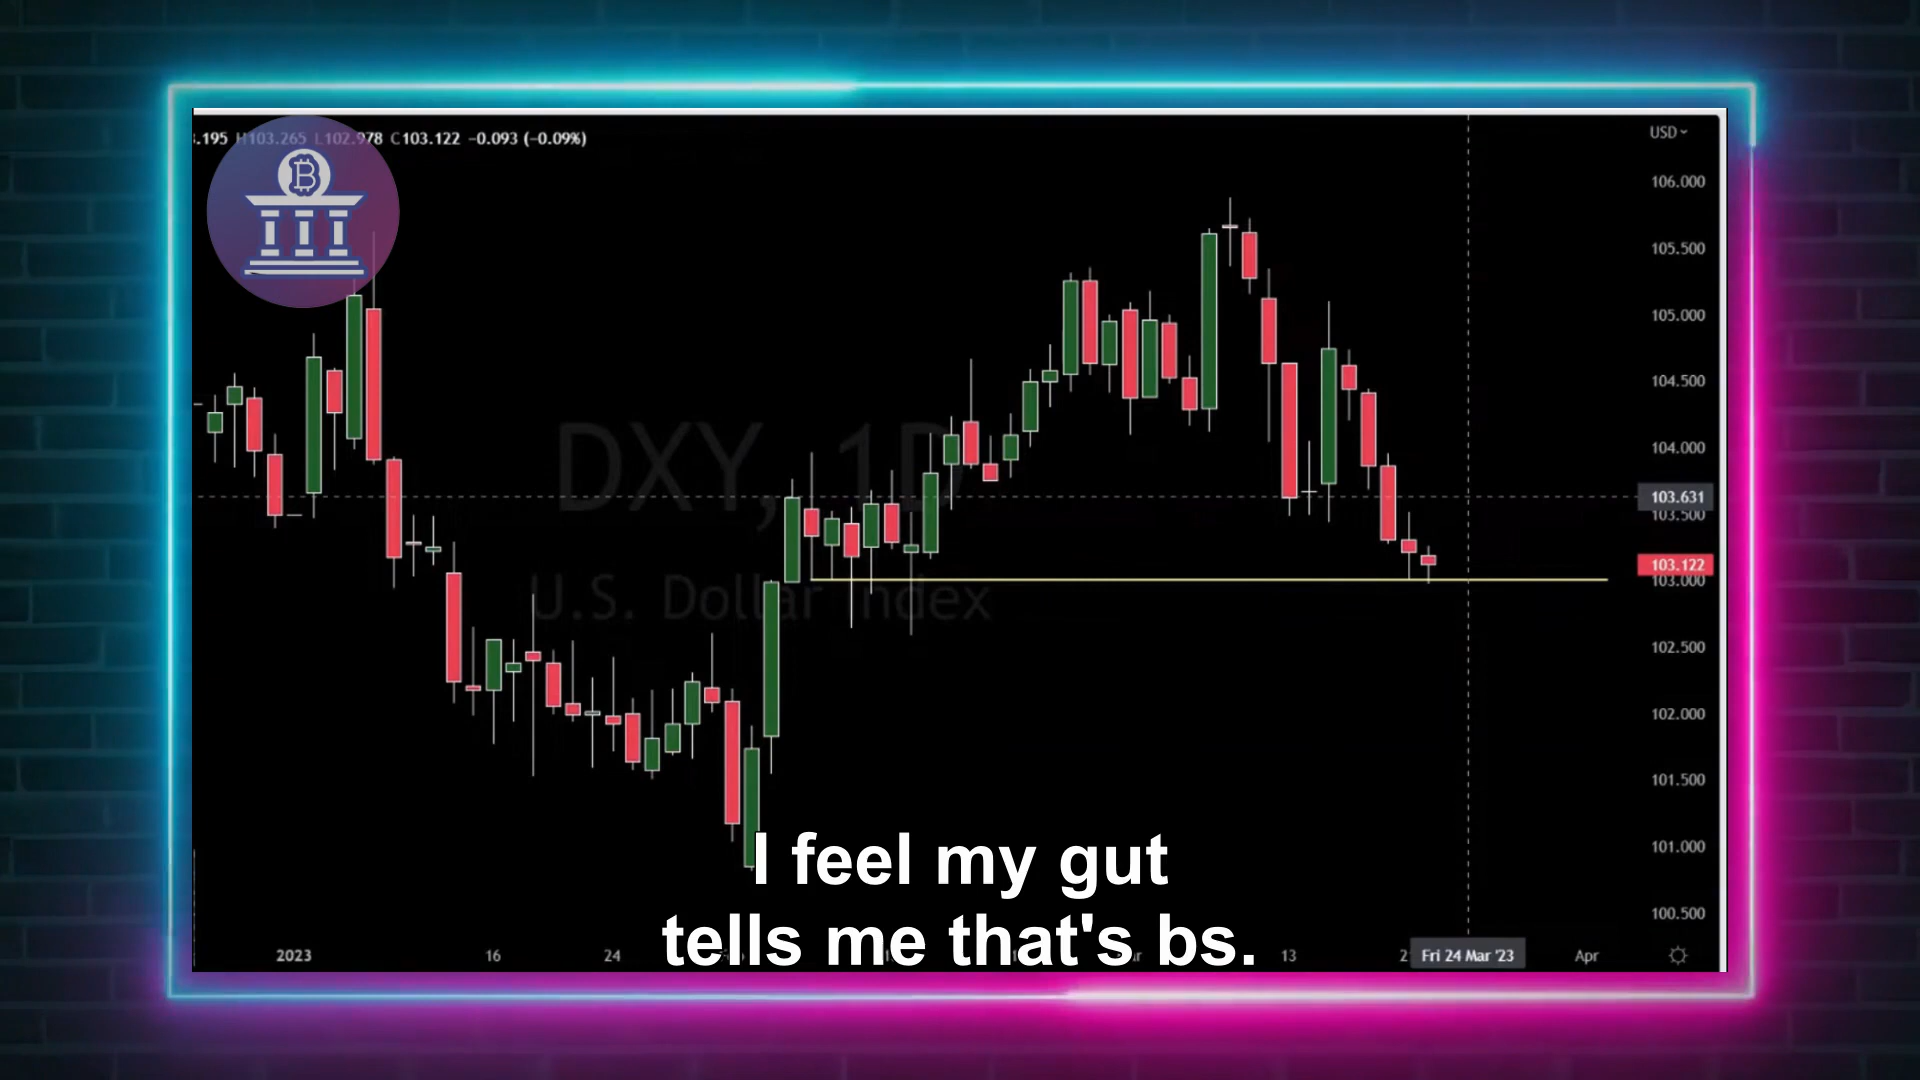 .195 H103.265 L102.978 C103.122 −0.093 (−0.09%)
USD
106.000
105.500
105.000
104.500
104.000
103.631
103.500
103.122
103.000
102.500
102.000
101.500
101.000
100.500
DXY, 1D
U.S. Dollar Index
I feel my gut
tells me that's bs.
2023 16 24 13 Fri 24 Mar '23 Apr